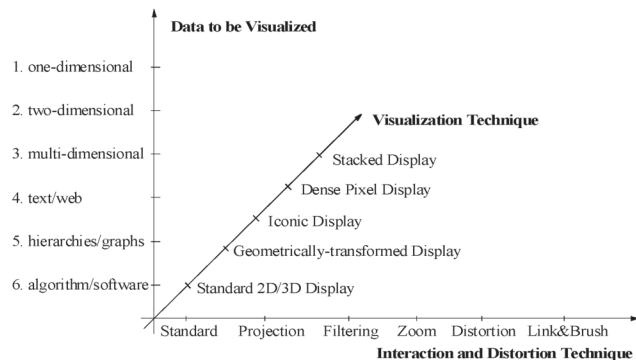 Data to be Visualized
1. one-dimensional
2. two-dimensional
Visualization Technique
3. multi-dimensional
Stacked Display
Dense Pixel Display
4. text/web
Iconic Display
5. hierarchies/graphs
Geometrically-transformed Display
6. algorithm/software
Standard 2D/3D Display
Standard Projection Filtering Zoom Distortion Link&Brush
Interaction and Distortion Technique